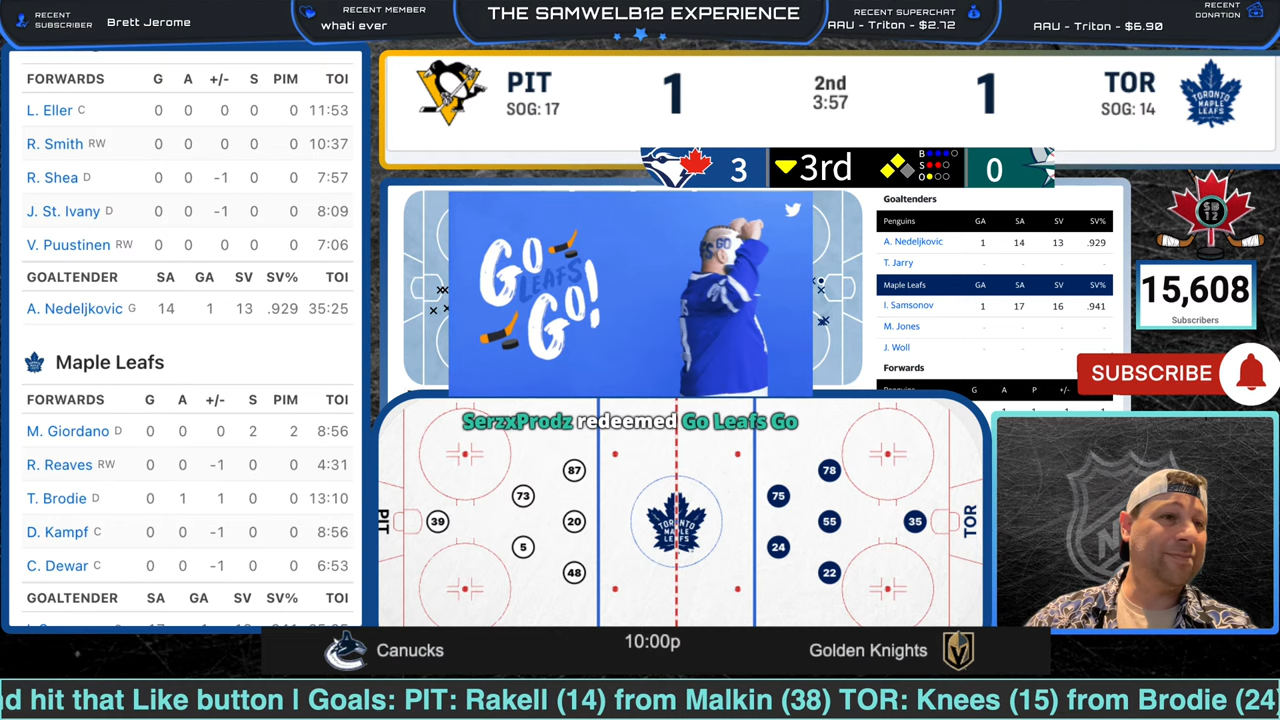 RECENT SUBSCRIBER
Brett Jerome
RECENT MEMBER
whati ever
THE SAMWELB12 EXPERIENCE
RECENT SUPERCHAT
AAU - Triton - $2.72
RECENT DONATION
AAU - Triton - $6.90
FORWARDS G A +/- S PIM TOI
L. Eller C 0 0 0 0 0 11:53
R. Smith RW 0 0 0 0 0 10:37
R. Shea D 0 0 0 0 0 7:57
J. St. Ivany D 0 0 -1 0 0 8:09
V. Puustinen RW 0 0 0 0 0 7:06
GOALTENDER SA GA SV SV% TOI
A. Nedeljkovic G 14 1 13 .929 35:25
Maple Leafs
FORWARDS G A +/- S PIM TOI
M. Giordano D 0 0 0 2 2 8:56
R. Reaves RW 0 0 -1 0 0 4:31
T. Brodie D 0 1 1 0 0 13:10
D. Kampf C 0 0 -1 0 0 8:56
C. Dewar C 0 0 -1 0 0 6:53
GOALTENDER SA GA SV SV% TOI
PIT
SOG: 17
1
2nd
3:57
1
TOR
SOG: 14
TORONTO MAPLE LEAFS
3
3rd
B
S
O
0
GO LEAFS GO!
GO
Goaltenders
Penguins GA SA SV SV%
A. Nedeljkovic 1 14 13 .929
T. Jarry - - - -
Maple Leafs GA SA SV SV%
I. Samsonov 1 17 16 .941
M. Jones - - - -
J. Woll - - - -
Forwards
G A P +/-
SB
12
15,608
Subscribers
SUBSCRIBE
SerzxProdz redeemed Go Leafs Go
PIT
39
73
5
87
20
48
TORONTO MAPLE LEAFS
75
24
78
55
22
35
TOR
Canucks
10:00p
Golden Knights
d hit that Like button I Goals: PIT: Rakell (14) from Malkin (38) TOR: Knees (15) from Brodie (24)